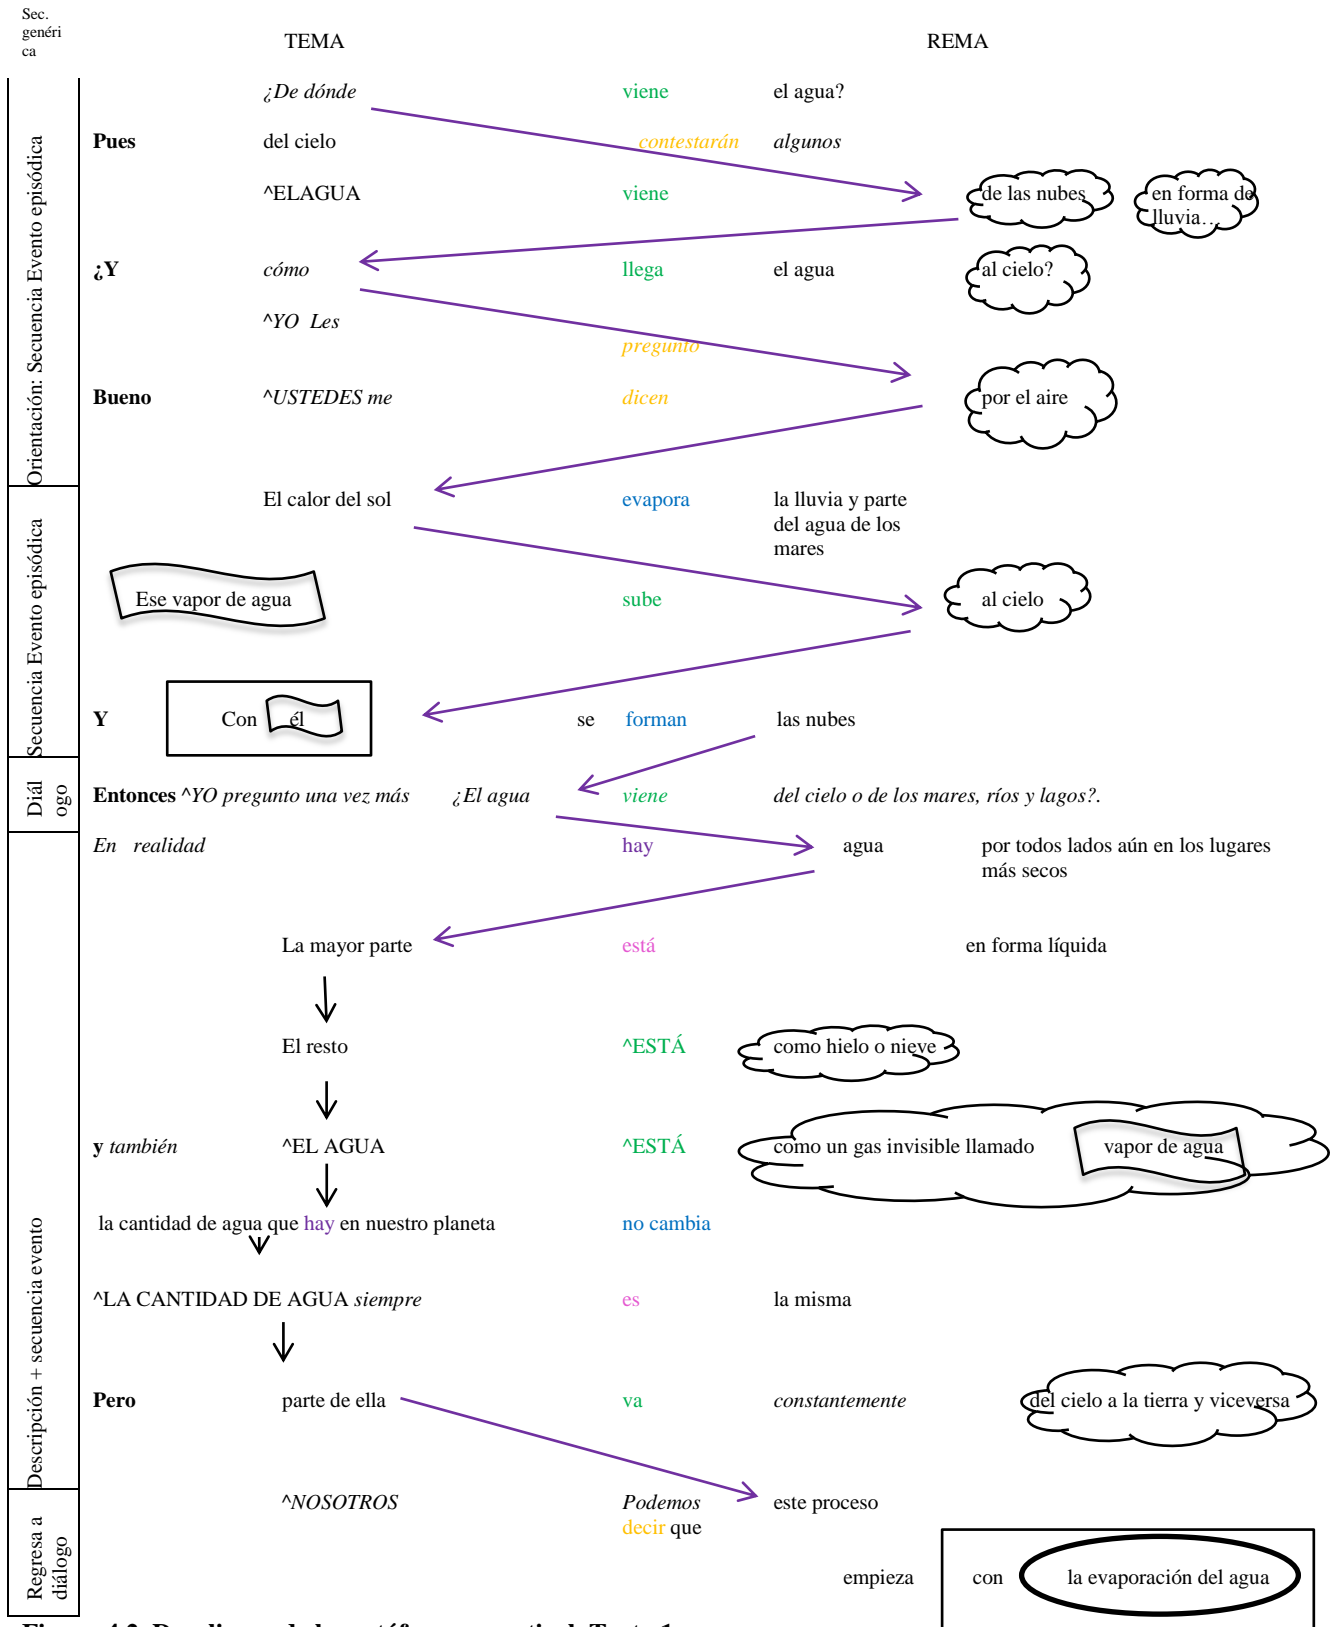 Sec.
genéri
ca
TEMA REMA
Orientación: Secuencia Evento episódica
¿De dónde viene el agua?
Pues del cielo contestarán algunos
^ELAGUA viene de las nubes en forma de
lluvia…
¿Y cómo llega el agua al cielo?
^YO Les
pregunto
Bueno ^USTEDES me dicen por el aire
Secuencia Evento episódica
El calor del sol evapora la lluvia y parte
del agua de los
mares
Ese vapor de agua sube al cielo
Y Con él se forman las nubes
Diál
ogo
Entonces ^YO pregunto una vez más ¿El agua viene del cielo o de los mares, ríos y lagos?.
Descripción + secuencia evento
En realidad hay agua por todos lados aún en los lugares
más secos
La mayor parte está en forma líquida
El resto ^ESTÁ como hielo o nieve
y también ^EL AGUA ^ESTÁ como un gas invisible llamado vapor de agua
la cantidad de agua que hay en nuestro planeta no cambia
^LA CANTIDAD DE AGUA siempre es la misma
Pero parte de ella va constantemente del cielo a la tierra y viceversa
Regresa a
diálogo
^NOSOTROS Podemos este proceso
decir que
empieza con la evaporación del agua